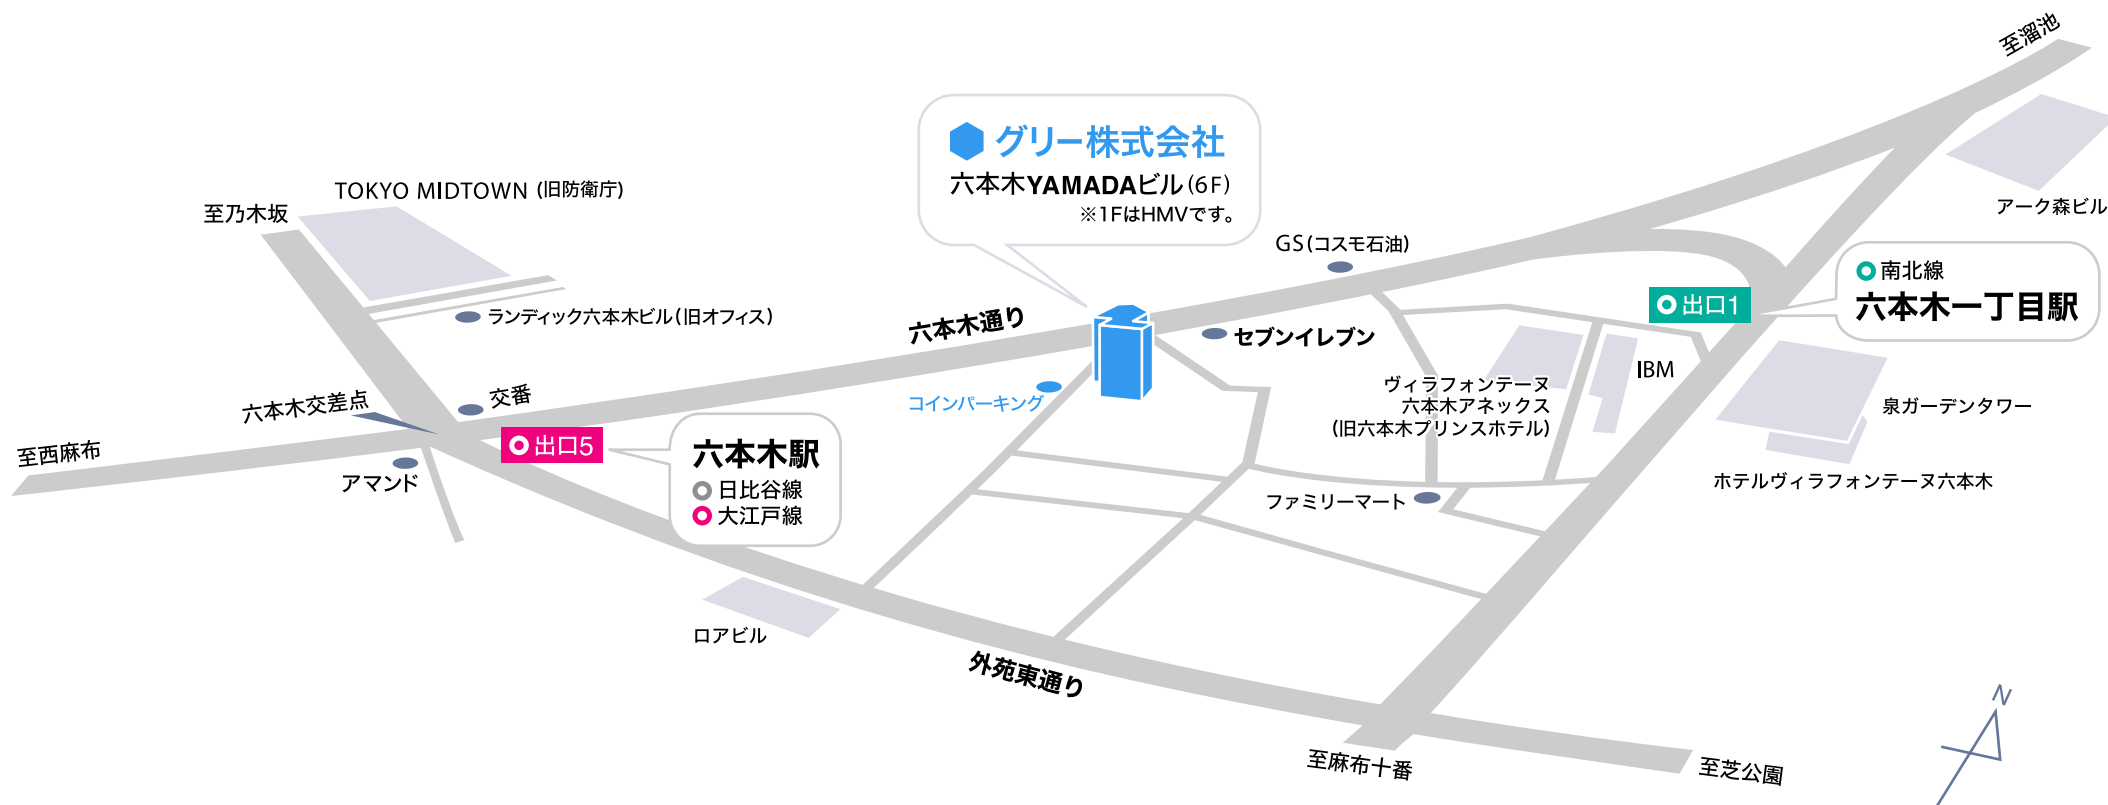 至溜池
グリー株式会社
六本木YAMADAビル(6F)
※1FはHMVです。
TOKYO MIDTOWN (旧防衛庁)
至乃木坂
アーク森ビル
GS(コスモ石油)
南北線
六本木一丁目駅
出口1
ランディック六本木ビル(旧オフィス)
六本木通り
セブンイレブン
IBM
ヴィラフォンテーヌ
六本木アネックス
(旧六本木プリンスホテル)
コインパーキング
交番
六本木交差点
泉ガーデンタワー
出口5
六本木駅
日比谷線
大江戸線
至西麻布
アマンド
ホテルヴィラフォンテーヌ六本木
ファミリーマート
ロアビル
外苑東通り
N
至麻布十番
至芝公園